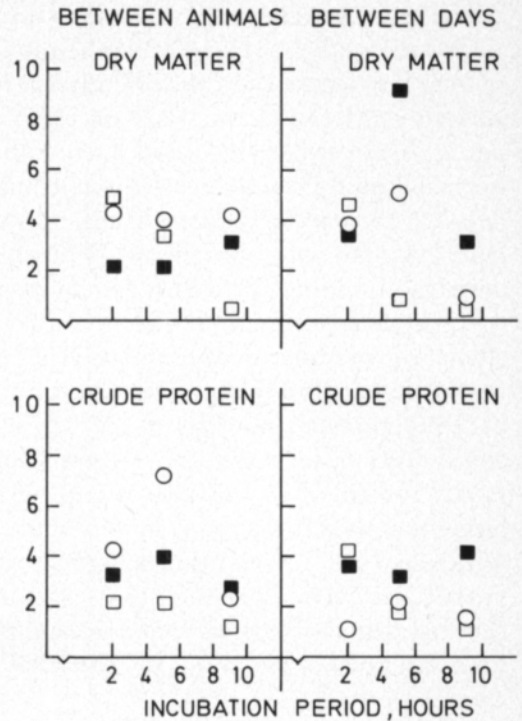 BETWEEN ANIMALS BETWEEN DAYS
DRY MATTER DRY MATTER
10
8
6
4
2
CRUDE PROTEIN CRUDE PROTEIN
10
8
6
4
2
2 4 6 8 10 2 4 6 8 10
INCUBATION PERIOD, HOURS